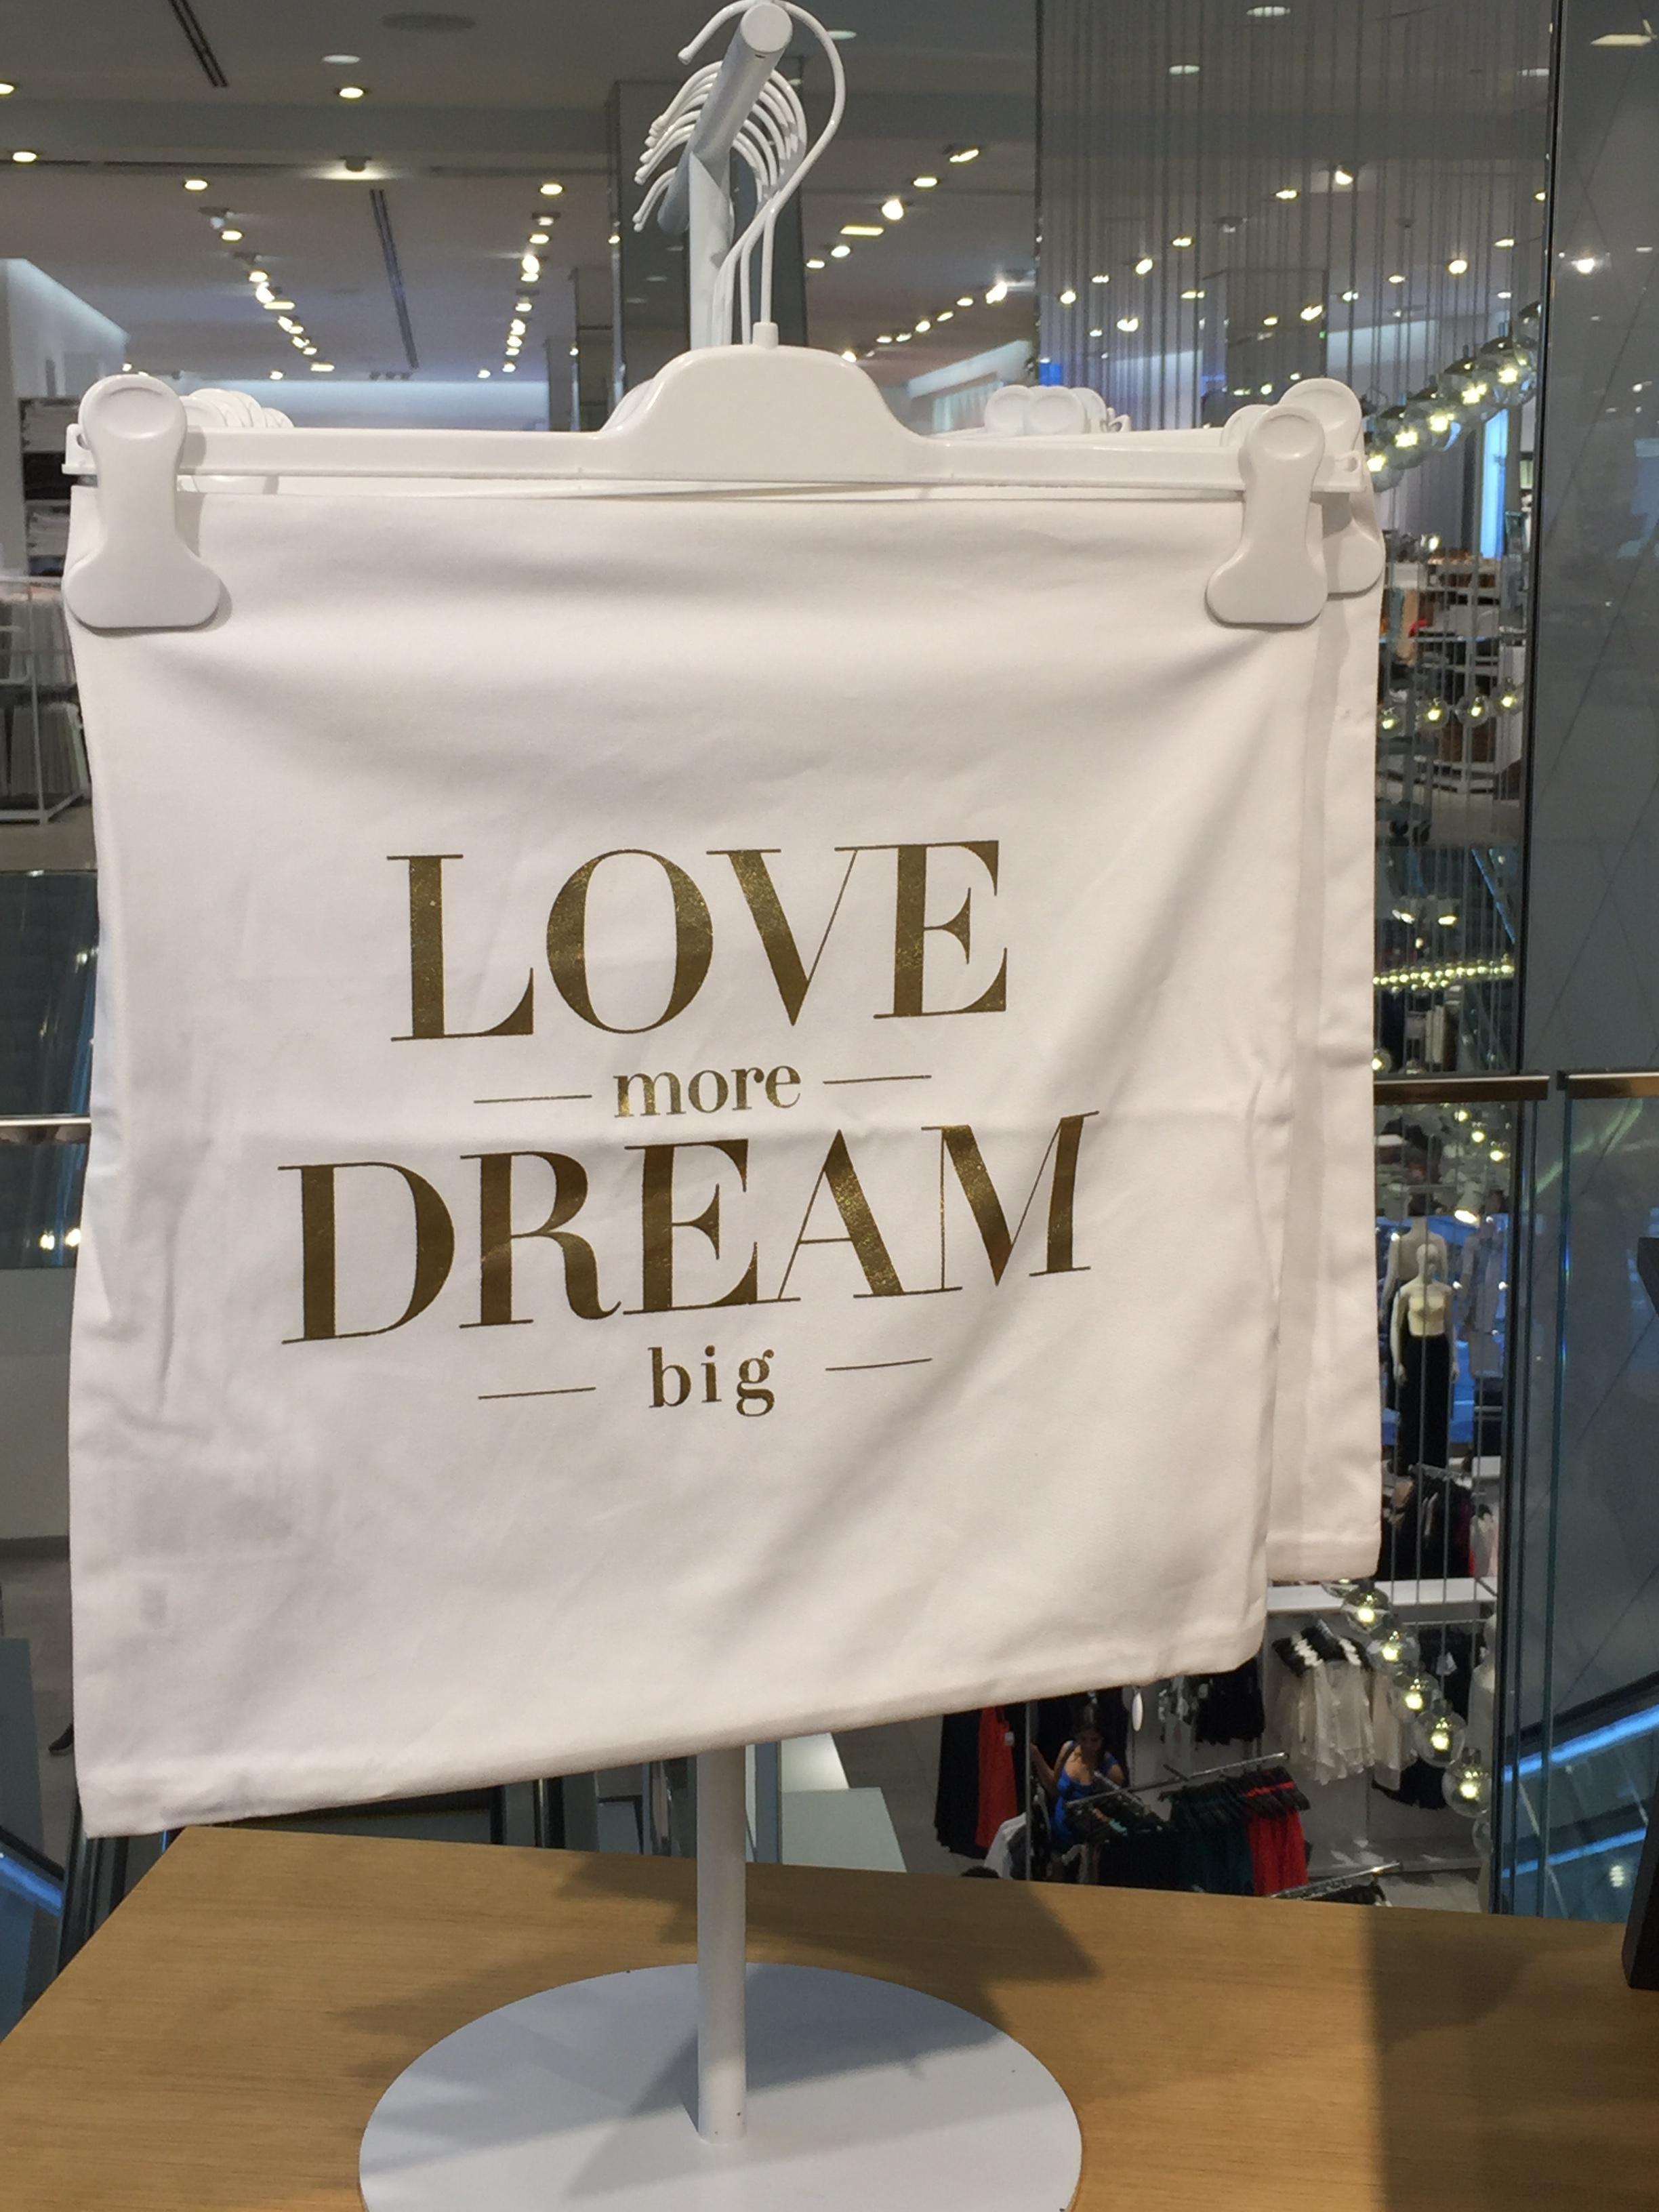 LOVE
— more —
DREAM
— big —